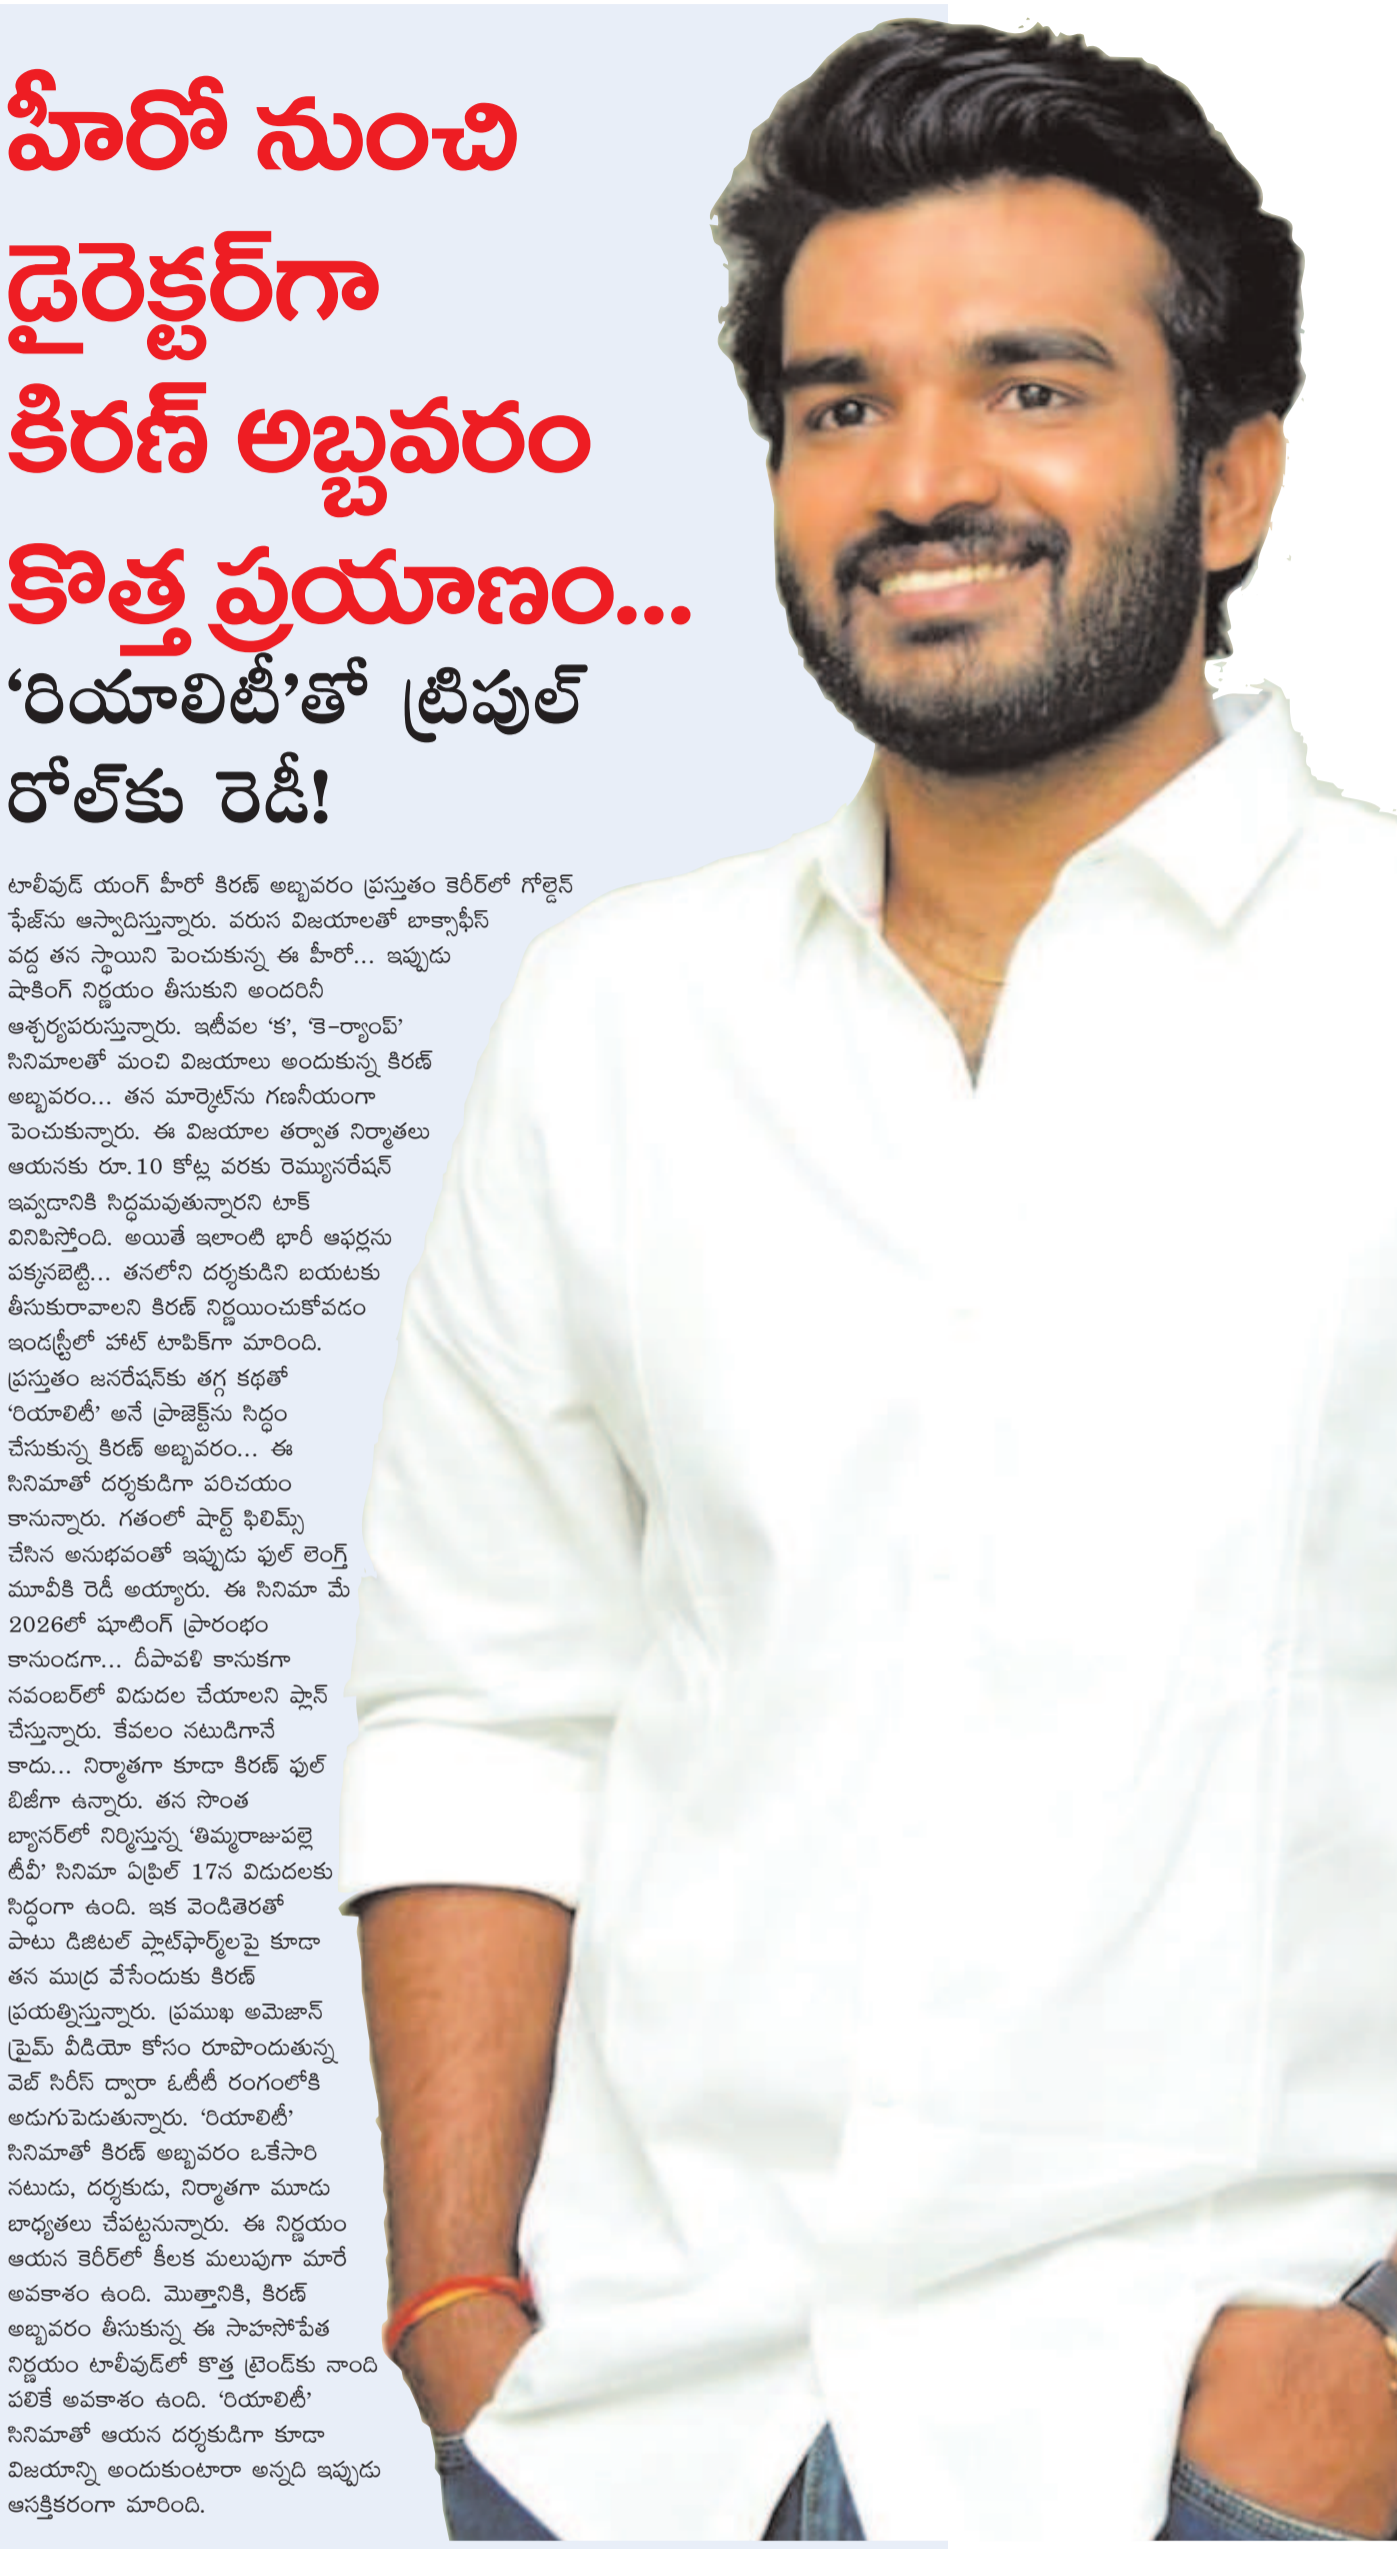 హీరో నుంచి
డైరెక్టర్‌గా
కిరణ్ అబ్బవరం
కొత్త ప్రయాణం...
‘రియాలిటీ’తో ట్రిపుల్
రోల్‌కు రెడీ!
టాలీవుడ్ యంగ్ హీరో కిరణ్ అబ్బవరం ప్రస్తుతం కెరీర్‌లో గోల్డెన్
ఫేజ్‌ను ఆస్వాదిస్తున్నారు. వరుస విజయాలతో బాక్సాఫీస్
వద్ద తన స్థాయిని పెంచుకున్న ఈ హీరో... ఇప్పుడు
షాకింగ్ నిర్ణయం తీసుకుని అందరినీ
ఆశ్చర్యపరుస్తున్నారు. ఇటీవల ‘క’, ‘కె-ర్యాంప్’
సినిమాలతో మంచి విజయాలు అందుకున్న కిరణ్
అబ్బవరం... తన మార్కెట్‌ను గణనీయంగా
పెంచుకున్నారు. ఈ విజయాల తర్వాత నిర్మాతలు
ఆయనకు రూ.10 కోట్ల వరకు రెమ్యునరేషన్
ఇవ్వడానికి సిద్ధమవుతున్నారని టాక్
వినిపిస్తోంది. అయితే ఇలాంటి భారీ ఆఫర్లను
పక్కనబెట్టి... తనలోని దర్శకుడిని బయటకు
తీసుకురావాలని కిరణ్ నిర్ణయించుకోవడం
ఇండస్ట్రీలో హాట్ టాపిక్‌గా మారింది.
ప్రస్తుతం జనరేషన్‌కు తగ్గ కథతో
‘రియాలిటీ’ అనే ప్రాజెక్ట్‌ను సిద్ధం
చేసుకున్న కిరణ్ అబ్బవరం... ఈ
సినిమాతో దర్శకుడిగా పరిచయం
కానున్నారు. గతంలో షార్ట్ ఫిలిమ్స్
చేసిన అనుభవంతో ఇప్పుడు ఫుల్ లెంగ్త్
మూవీకి రెడీ అయ్యారు. ఈ సినిమా మే
2026లో షూటింగ్ ప్రారంభం
కానుండగా... దీపావళి కానుకగా
నవంబర్‌లో విడుదల చేయాలని ప్లాన్
చేస్తున్నారు. కేవలం నటుడిగానే
కాదు... నిర్మాతగా కూడా కిరణ్ ఫుల్
బిజీగా ఉన్నారు. తన సొంత
బ్యానర్‌లో నిర్మిస్తున్న ‘తిమ్మరాజుపల్లె
టీవీ’ సినిమా ఏప్రిల్ 17న విడుదలకు
సిద్ధంగా ఉంది. ఇక వెండితెరతో
పాటు డిజిటల్ ప్లాట్‌ఫార్మ్‌లపై కూడా
తన ముద్ర వేసేందుకు కిరణ్
ప్రయత్నిస్తున్నారు. ప్రముఖ అమెజాన్
ప్రైమ్ వీడియో కోసం రూపొందుతున్న
వెబ్ సిరీస్ ద్వారా ఓటీటీ రంగంలోకి
అడుగుపెడుతున్నారు. ‘రియాలిటీ’
సినిమాతో కిరణ్ అబ్బవరం ఒకేసారి
నటుడు, దర్శకుడు, నిర్మాతగా మూడు
బాధ్యతలు చేపట్టనున్నారు. ఈ నిర్ణయం
ఆయన కెరీర్‌లో కీలక మలుపుగా మారే
అవకాశం ఉంది. మొత్తానికి, కిరణ్
అబ్బవరం తీసుకున్న ఈ సాహసోపేత
నిర్ణయం టాలీవుడ్‌లో కొత్త ట్రెండ్‌కు నాంది
పలికే అవకాశం ఉంది. ‘రియాలిటీ’
సినిమాతో ఆయన దర్శకుడిగా కూడా
విజయాన్ని అందుకుంటారా అన్నది ఇప్పుడు
ఆసక్తికరంగా మారింది.